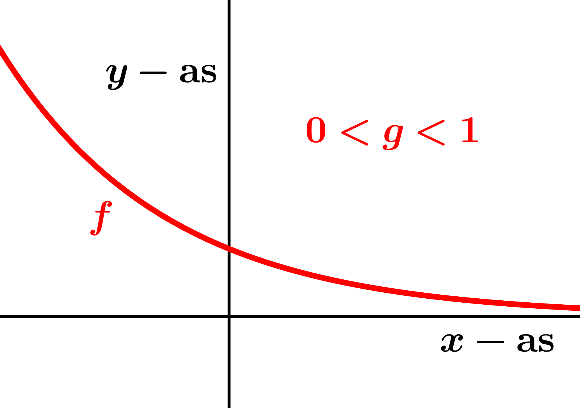 y − as
0 < g < 1
f
x − as